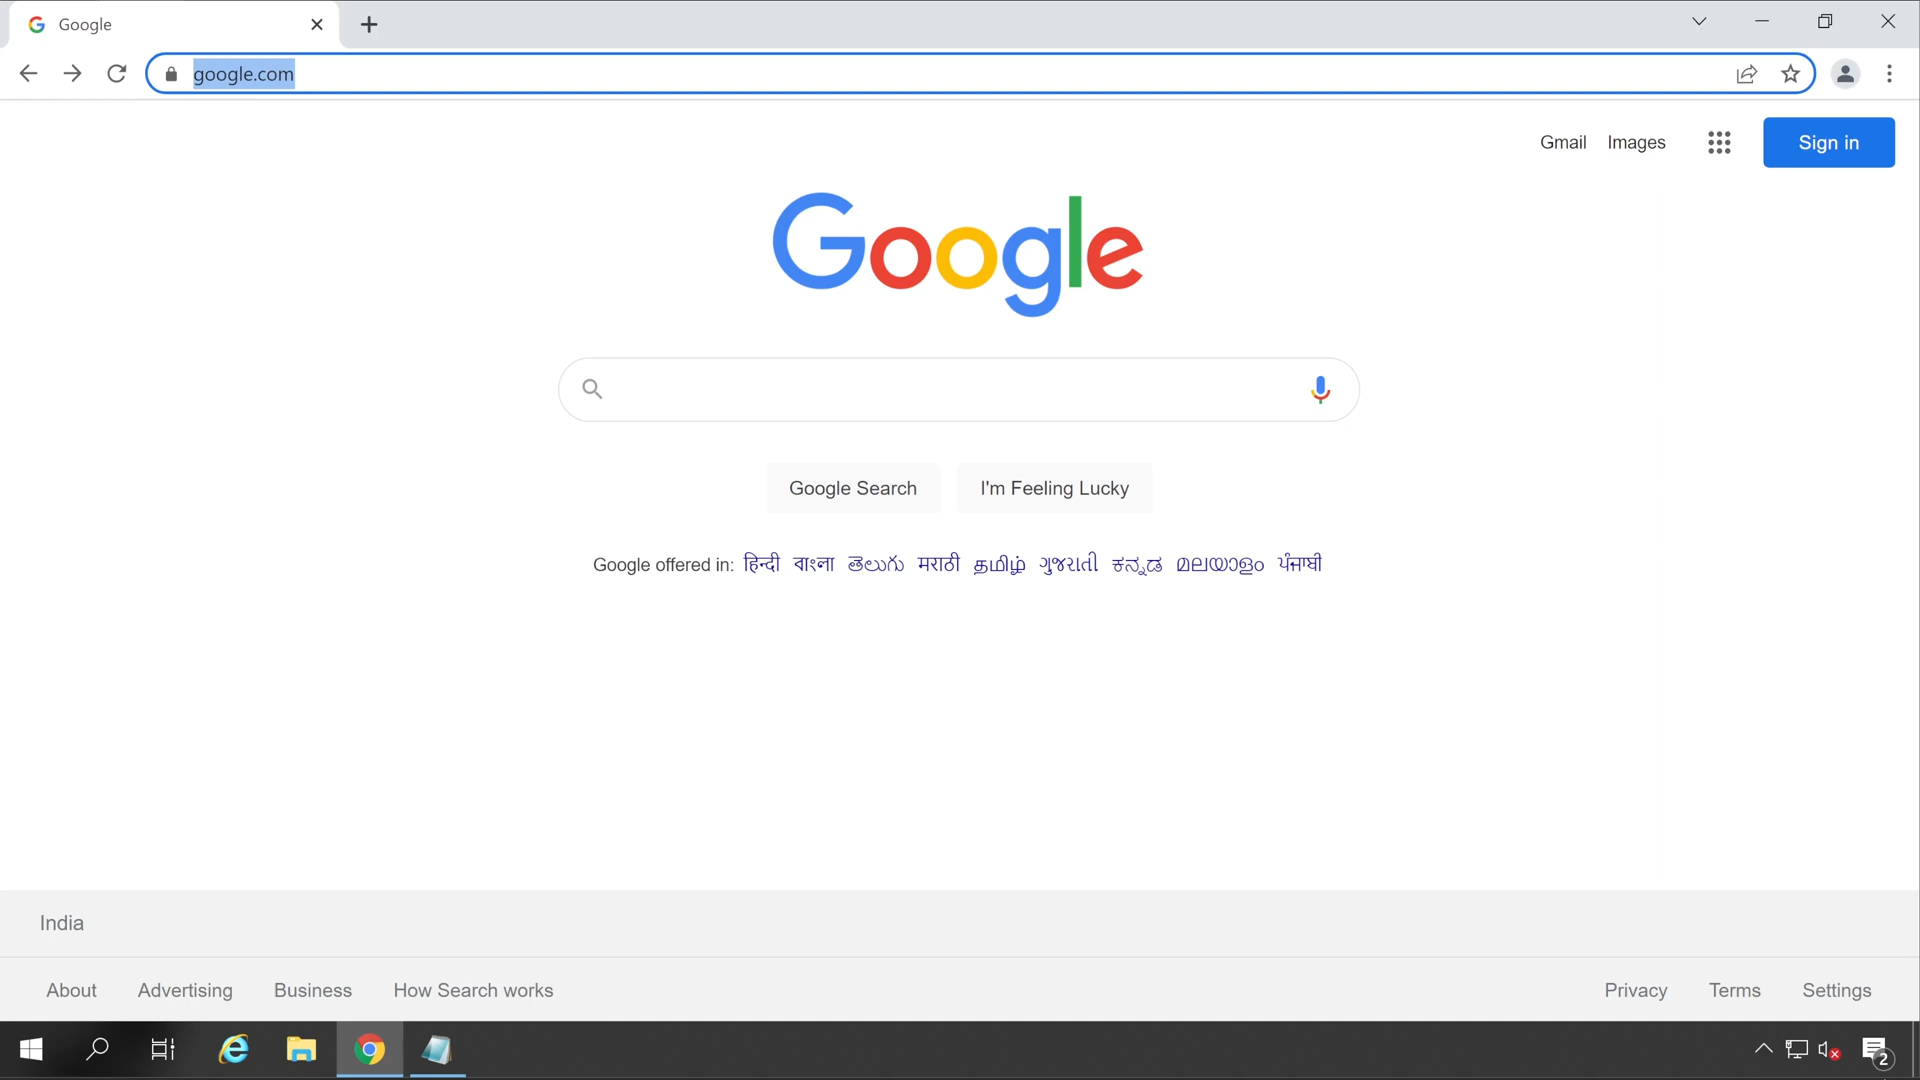 Google
google.com
Gmail Images Sign in
Google
Google Search I'm Feeling Lucky
Google offered in: हिन्दी বাংলা తెలుగు मराठी தமிழ் ગુજરાતી ಕನ್ನಡ മലയാളം ਪੰਜਾਬੀ
India
About Advertising Business How Search works Privacy Terms Settings
2